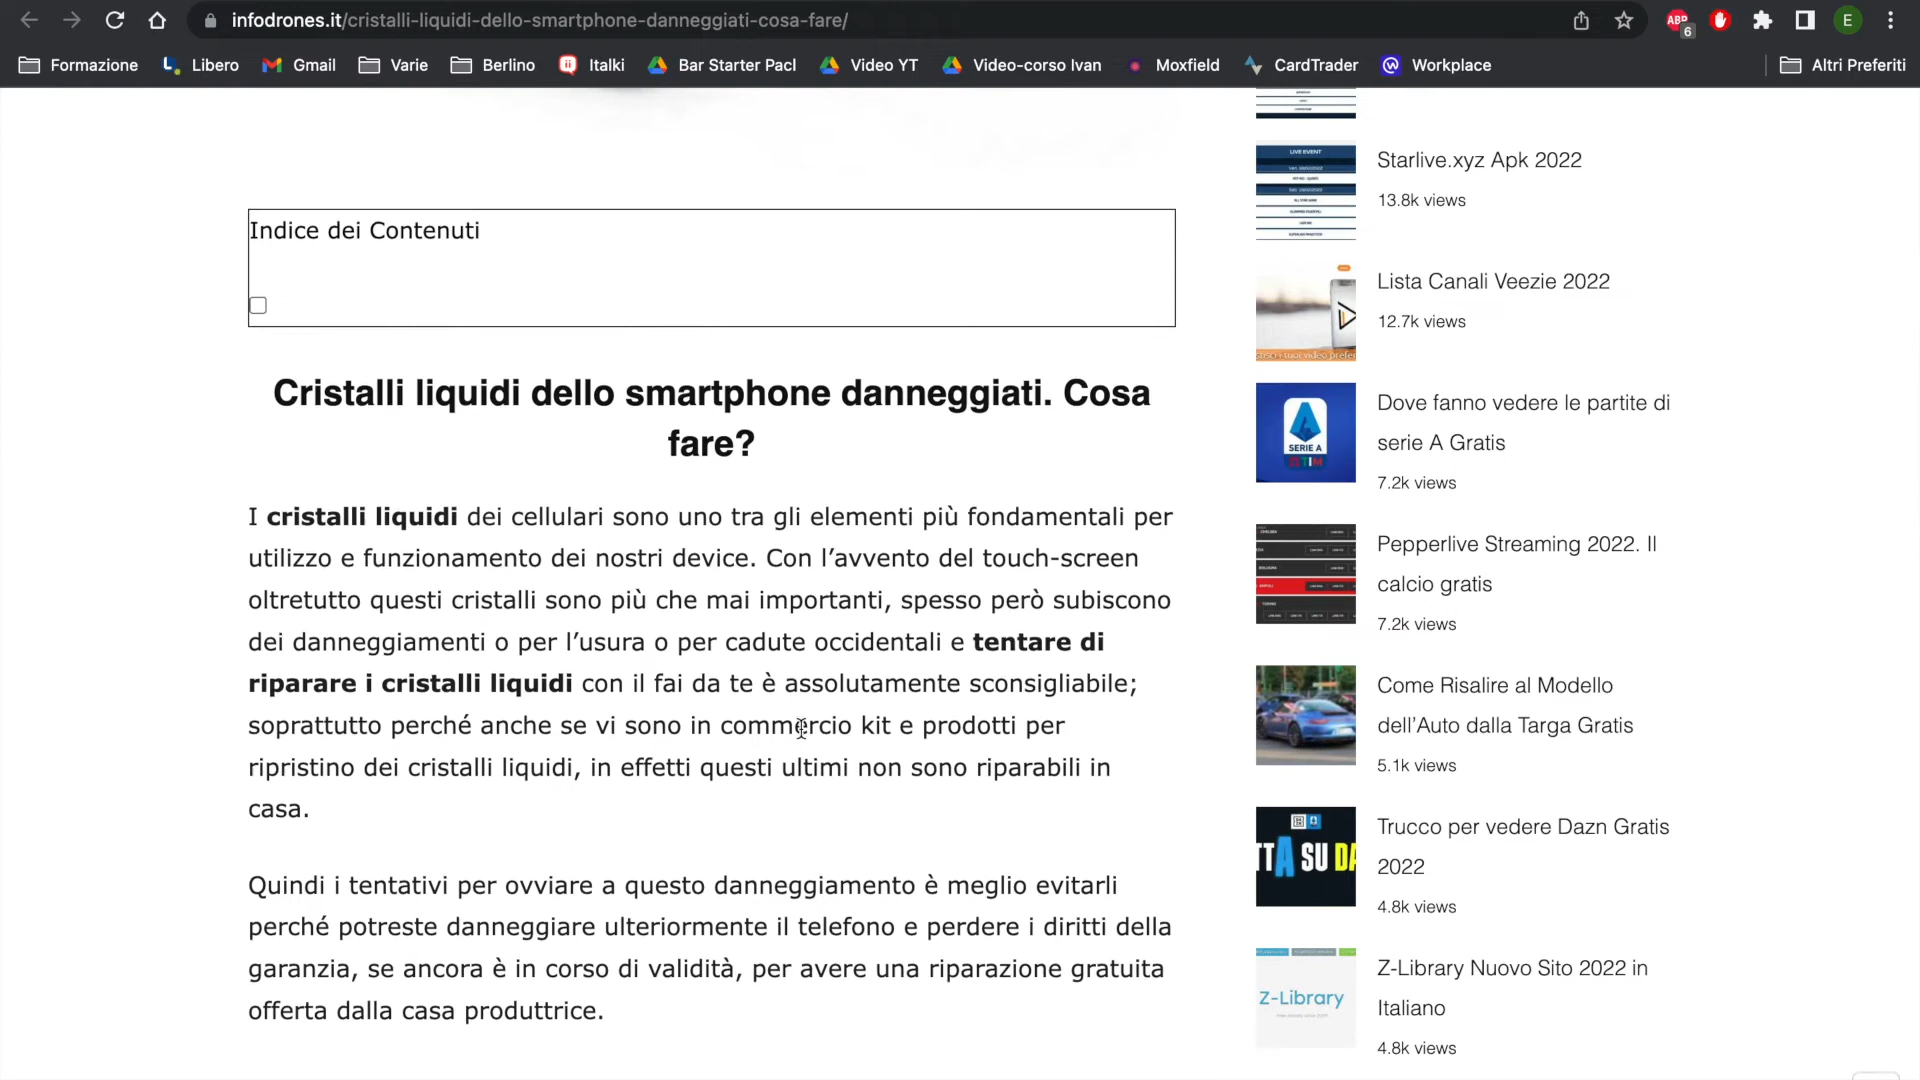 infodrones.it/cristalli-liquidi-dello-smartphone-danneggiati-cosa-fare/
ABP
6
E
Formazione
Libero
Gmail
Varie
Berlino
Italki
Bar Starter Pacl
Video YT
Video-corso Ivan
Moxfield
CardTrader
Workplace
Altri Preferiti
Indice dei Contenuti
Cristalli liquidi dello smartphone danneggiati. Cosa
fare?
I cristalli liquidi dei cellulari sono uno tra gli elementi più fondamentali per
utilizzo e funzionamento dei nostri device. Con l’avvento del touch-screen
oltretutto questi cristalli sono più che mai importanti, spesso però subiscono
dei danneggiamenti o per l’usura o per cadute occidentali e tentare di
riparare i cristalli liquidi con il fai da te è assolutamente sconsigliabile;
soprattutto perché anche se vi sono in commercio kit e prodotti per
ripristino dei cristalli liquidi, in effetti questi ultimi non sono riparabili in
casa.
Quindi i tentativi per ovviare a questo danneggiamento è meglio evitarli
perché potreste danneggiare ulteriormente il telefono e perdere i diritti della
garanzia, se ancora è in corso di validità, per avere una riparazione gratuita
offerta dalla casa produttrice.
LIVE EVENT
Starlive.xyz Apk 2022
13.8k views
Lista Canali Veezie 2022
12.7k views
SERIE A
TIM
Dove fanno vedere le partite di
serie A Gratis
7.2k views
Pepperlive Streaming 2022. Il
calcio gratis
7.2k views
Come Risalire al Modello
dell’Auto dalla Targa Gratis
5.1k views
TTA SU DA
Trucco per vedere Dazn Gratis
2022
4.8k views
Z-Library
Z-Library Nuovo Sito 2022 in
Italiano
4.8k views